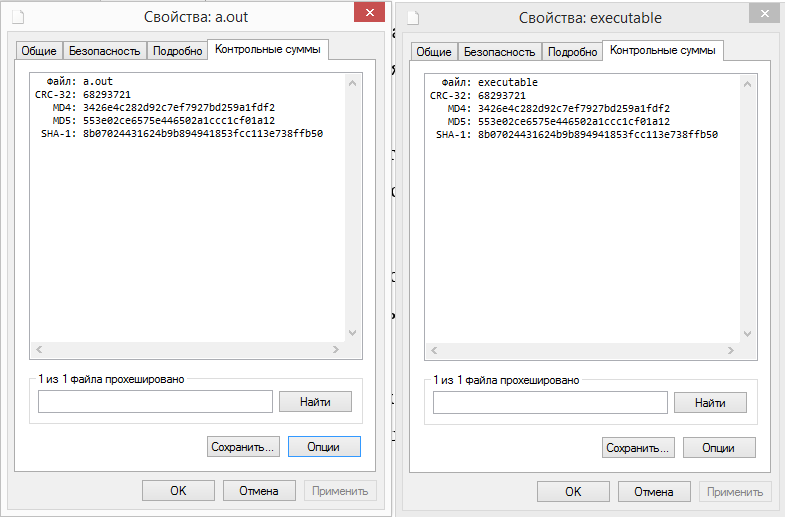 Свойства: a.out
Общие Безопасность Подробно Контрольные суммы
Файл: a.out
CRC-32: 68293721
MD4: 3426e4c282d92c7ef7927bd259a1fdf2
MD5: 553e02ce6575e446502a1ccc1cf01a12
SHA-1: 8b07024431624b9b894941853fcc113e738ffb50
1 из 1 файла прохешировано
Найти
Сохранить... Опции
OK Отмена Применить
Свойства: executable
Общие Безопасность Подробно Контрольные суммы
Файл: executable
CRC-32: 68293721
MD4: 3426e4c282d92c7ef7927bd259a1fdf2
MD5: 553e02ce6575e446502a1ccc1cf01a12
SHA-1: 8b07024431624b9b894941853fcc113e738ffb50
1 из 1 файла прохешировано
Найти
Сохранить... Опции
OK Отмена Применить